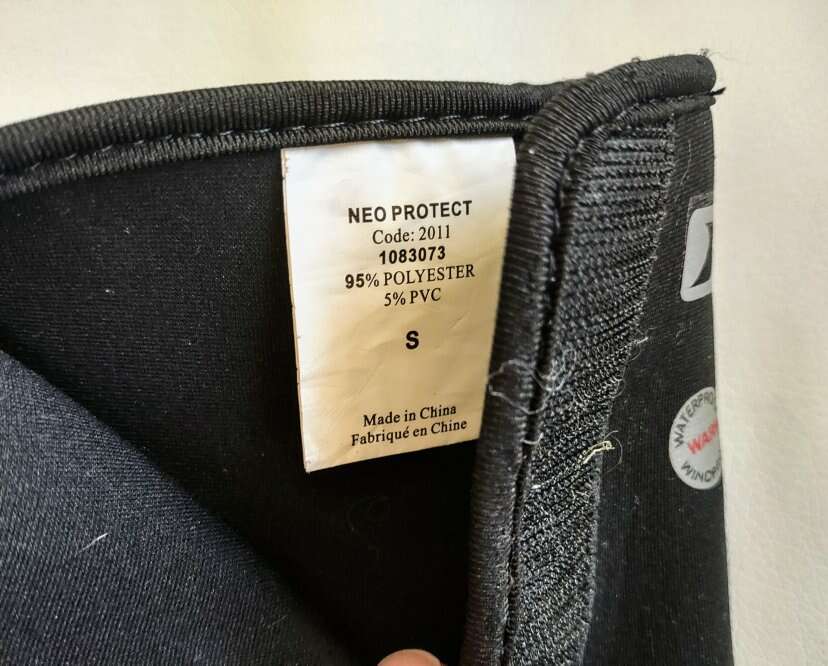 NEO PROTECT
Code: 2011
1083073
95% POLYESTER
5% PVC
S
Made in China
Fabriqué en Chine